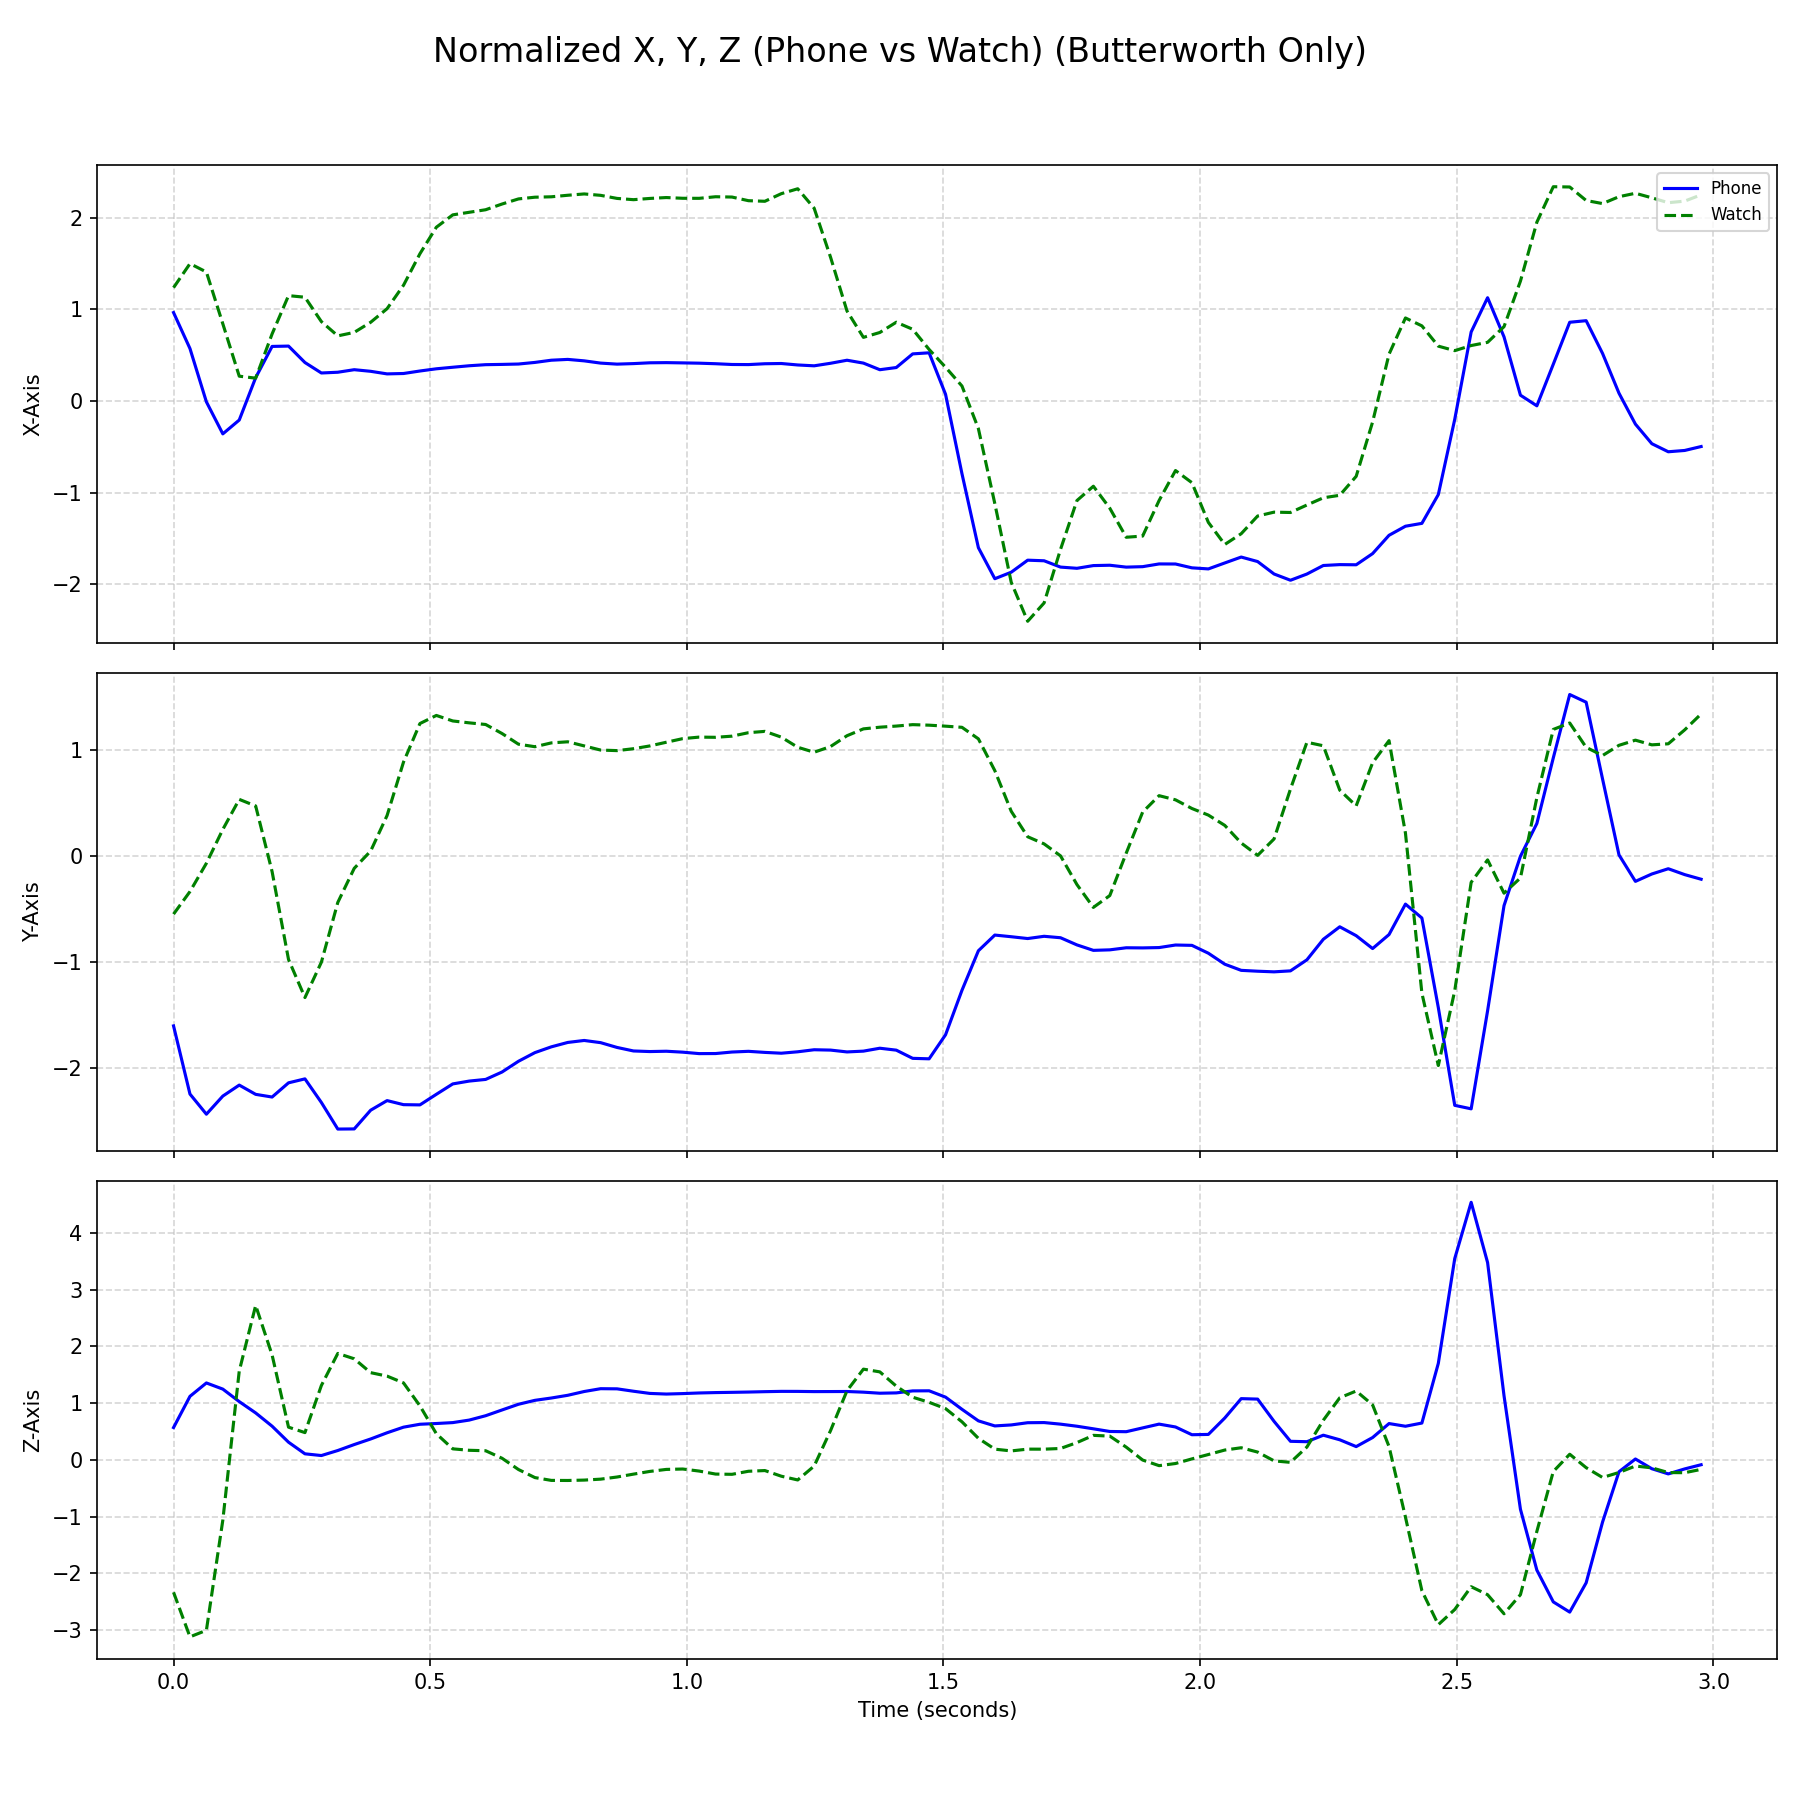 Normalized X, Y, Z (Phone vs Watch) (Butterworth Only)
Phone
Watch
X-Axis
2
1
0
−1
−2
Y-Axis
1
0
−1
−2
Z-Axis
4
3
2
1
0
−1
−2
−3
0.0 0.5 1.0 1.5 2.0 2.5 3.0
Time (seconds)